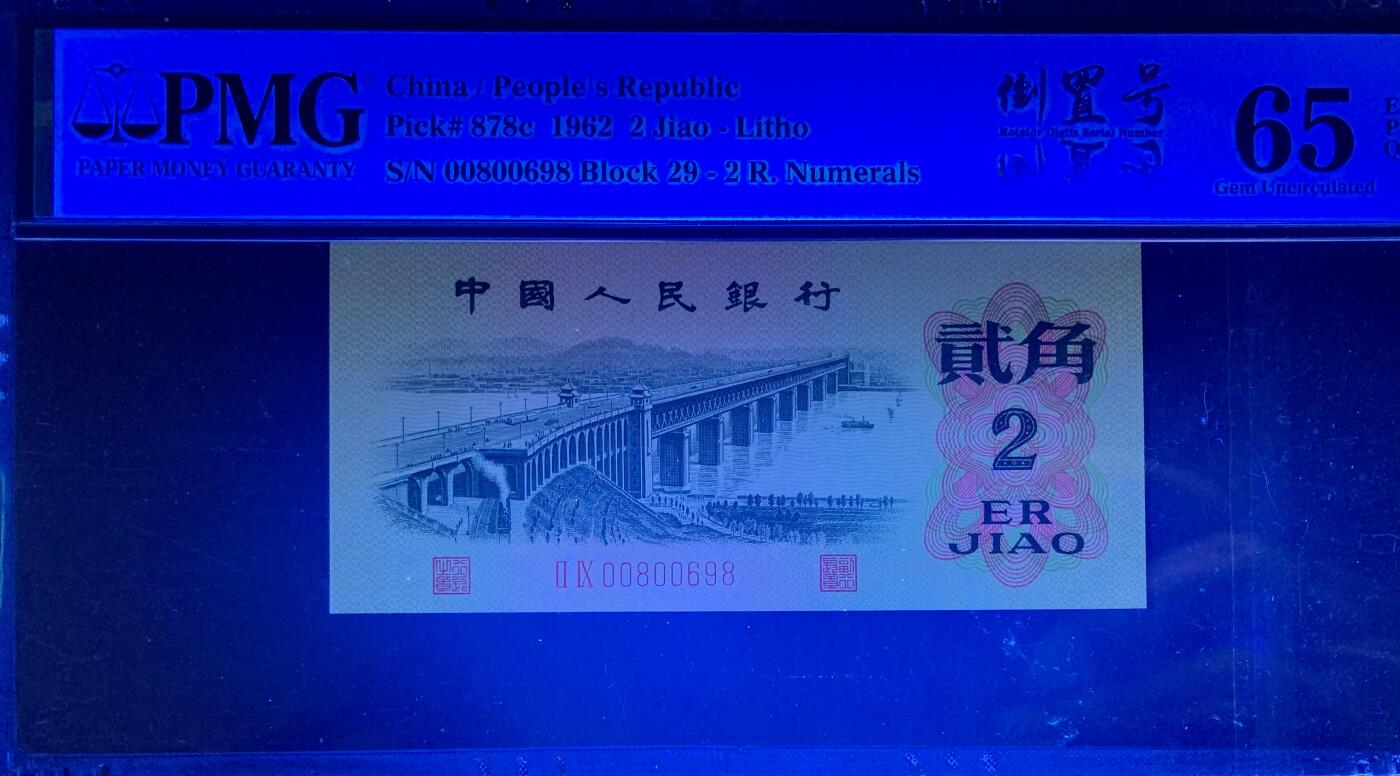 PMG
PAPER MONEY GUARANTY
China / People's Republic
Pick# 878c 1962 2 Jiao - Litho
S/N 00800698 Block 29 - 2 R. Numerals
倒置号
Rotator Digits Serial Number
65
Gem Uncirculated
中國人民銀行
貳角
2
ER
JIAO
II IX 00800698